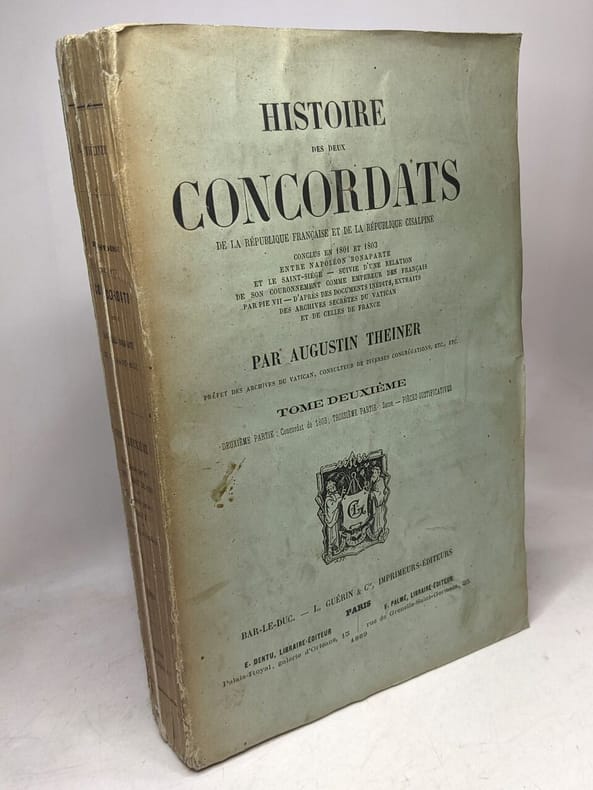 HISTOIRE
DES DEUX
CONCORDATS
DE LA RÉPUBLIQUE FRANÇAISE ET DE LA RÉPUBLIQUE CISALPINE
CONCLUS EN 1801 ET 1803
ENTRE NAPOLÉON BONAPARTE
ET LE SAINT-SIÉGE — SUIVIE D'UNE RELATION
DE SON COURONNEMENT COMME EMPEREUR DES FRANÇAIS
PAR PIE VII — D'APRÈS DES DOCUMENTS INÉDITS, EXTRAITS
DES ARCHIVES SECRÈTES DU VATICAN
ET DE CELLES DE FRANCE
PAR AUGUSTIN THEINER
PRÉFET DES ARCHIVES DU VATICAN, CONSULTEUR DE DIVERSES CONGRÉGATIONS, ETC., ETC.
TOME DEUXIÈME
DEUXIÈME PARTIE : Concordat de 1803; TROISIÈME PARTIE : — PIÈCES JUSTIFICATIVES
BAR-LE-DUC. — L. GUÉRIN & Cie, IMPRIMEURS-ÉDITEURS
PARIS
E. DENTU, LIBRAIRE-ÉDITEUR
Palais-Royal, galerie d'Orléans, 13
V. PALMÉ, LIBRAIRE-ÉDITEUR
rue de Grenelle-Saint-Germain, 25
1869